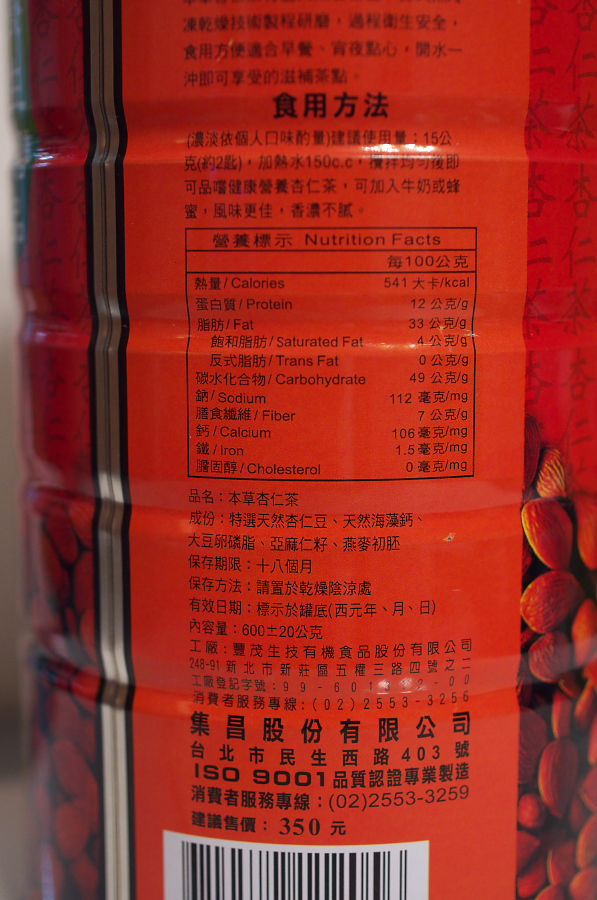 凍乾燥技術製程研磨，過程衛生安全，
食用方便適合早餐、宵夜點心，開水一
沖即可享受的滋補茶點。
食用方法
(濃淡依個人口味酌量)建議使用量：15公
克(約2匙)，加熱水150c.c，攪拌均勻後即
可品嚐健康營養杏仁茶，可加入牛奶或蜂
蜜，風味更佳，香濃不膩。
營養標示 Nutrition Facts
每100公克
熱量/Calories 541 大卡/kcal
蛋白質/Protein 12 公克/g
脂肪/Fat 33 公克/g
飽和脂肪/Saturated Fat 4 公克/g
反式脂肪/Trans Fat 0 公克/g
碳水化合物/Carbohydrate 49 公克/g
鈉/Sodium 112 毫克/mg
膳食纖維/Fiber 7 公克/g
鈣/Calcium 106 毫克/mg
鐵/Iron 1.5 毫克/mg
膽固醇/Cholesterol 0 毫克/mg
品名：本草杏仁茶
成份：特選天然杏仁豆、天然海藻鈣、
大豆卵磷脂、亞麻仁籽、燕麥初胚
保存期限：十八個月
保存方法：請置於乾燥陰涼處
有效日期：標示於罐底(西元年、月、日)
內容量：600±20公克
工廠：豐茂生技有機食品股份有限公司
248-91 新北市新莊區五權三路四號之二
工廠登記字號：
消費者服務專線：(02)2553-3256
集昌股份有限公司
台北市民生西路403號
ISO 9001品質認證專業製造
消費者服務專線：(02)2553-3259
建議售價：350元
杏仁茶杏仁茶杏仁茶